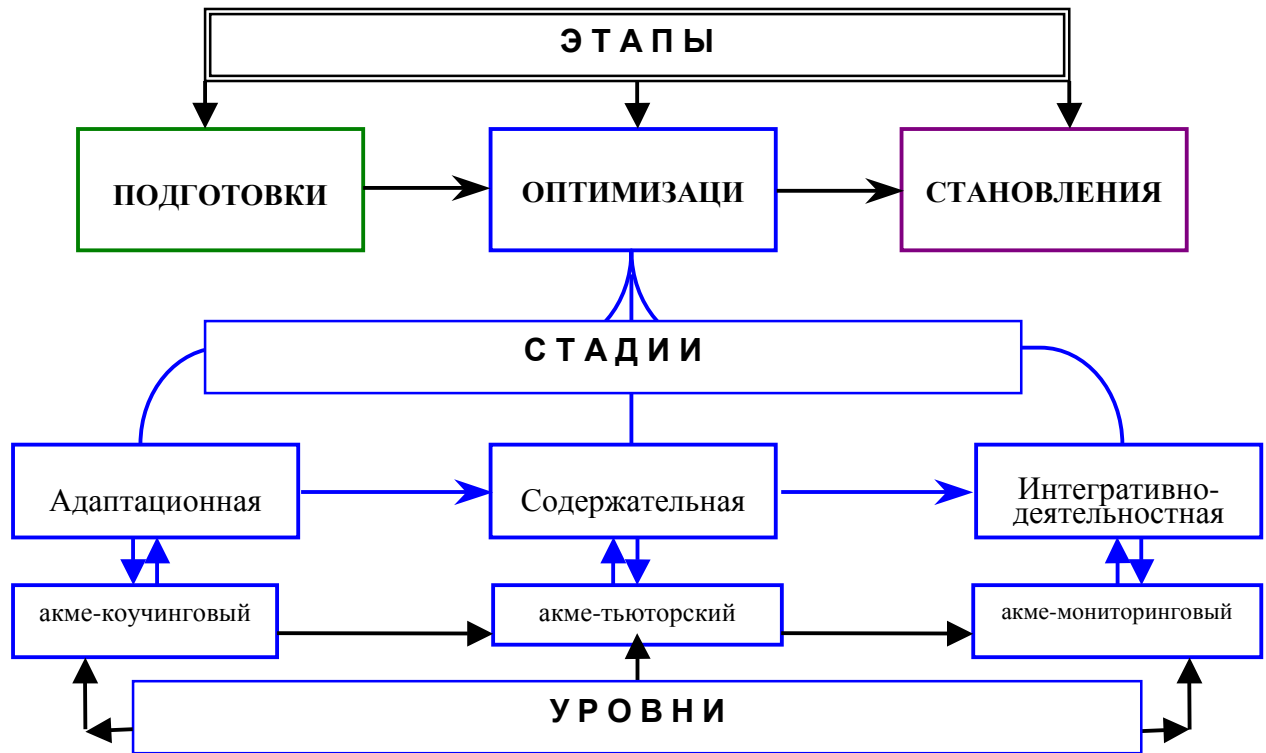 Э Т А П Ы
ПОДГОТОВКИ
ОПТИМИЗАЦИ
СТАНОВЛЕНИЯ
С Т А Д И И
Адаптационная
Содержательная
Интегративно-
деятельностная
акме-коучинговый
акме-тьюторский
акме-мониторинговый
У Р О В Н И